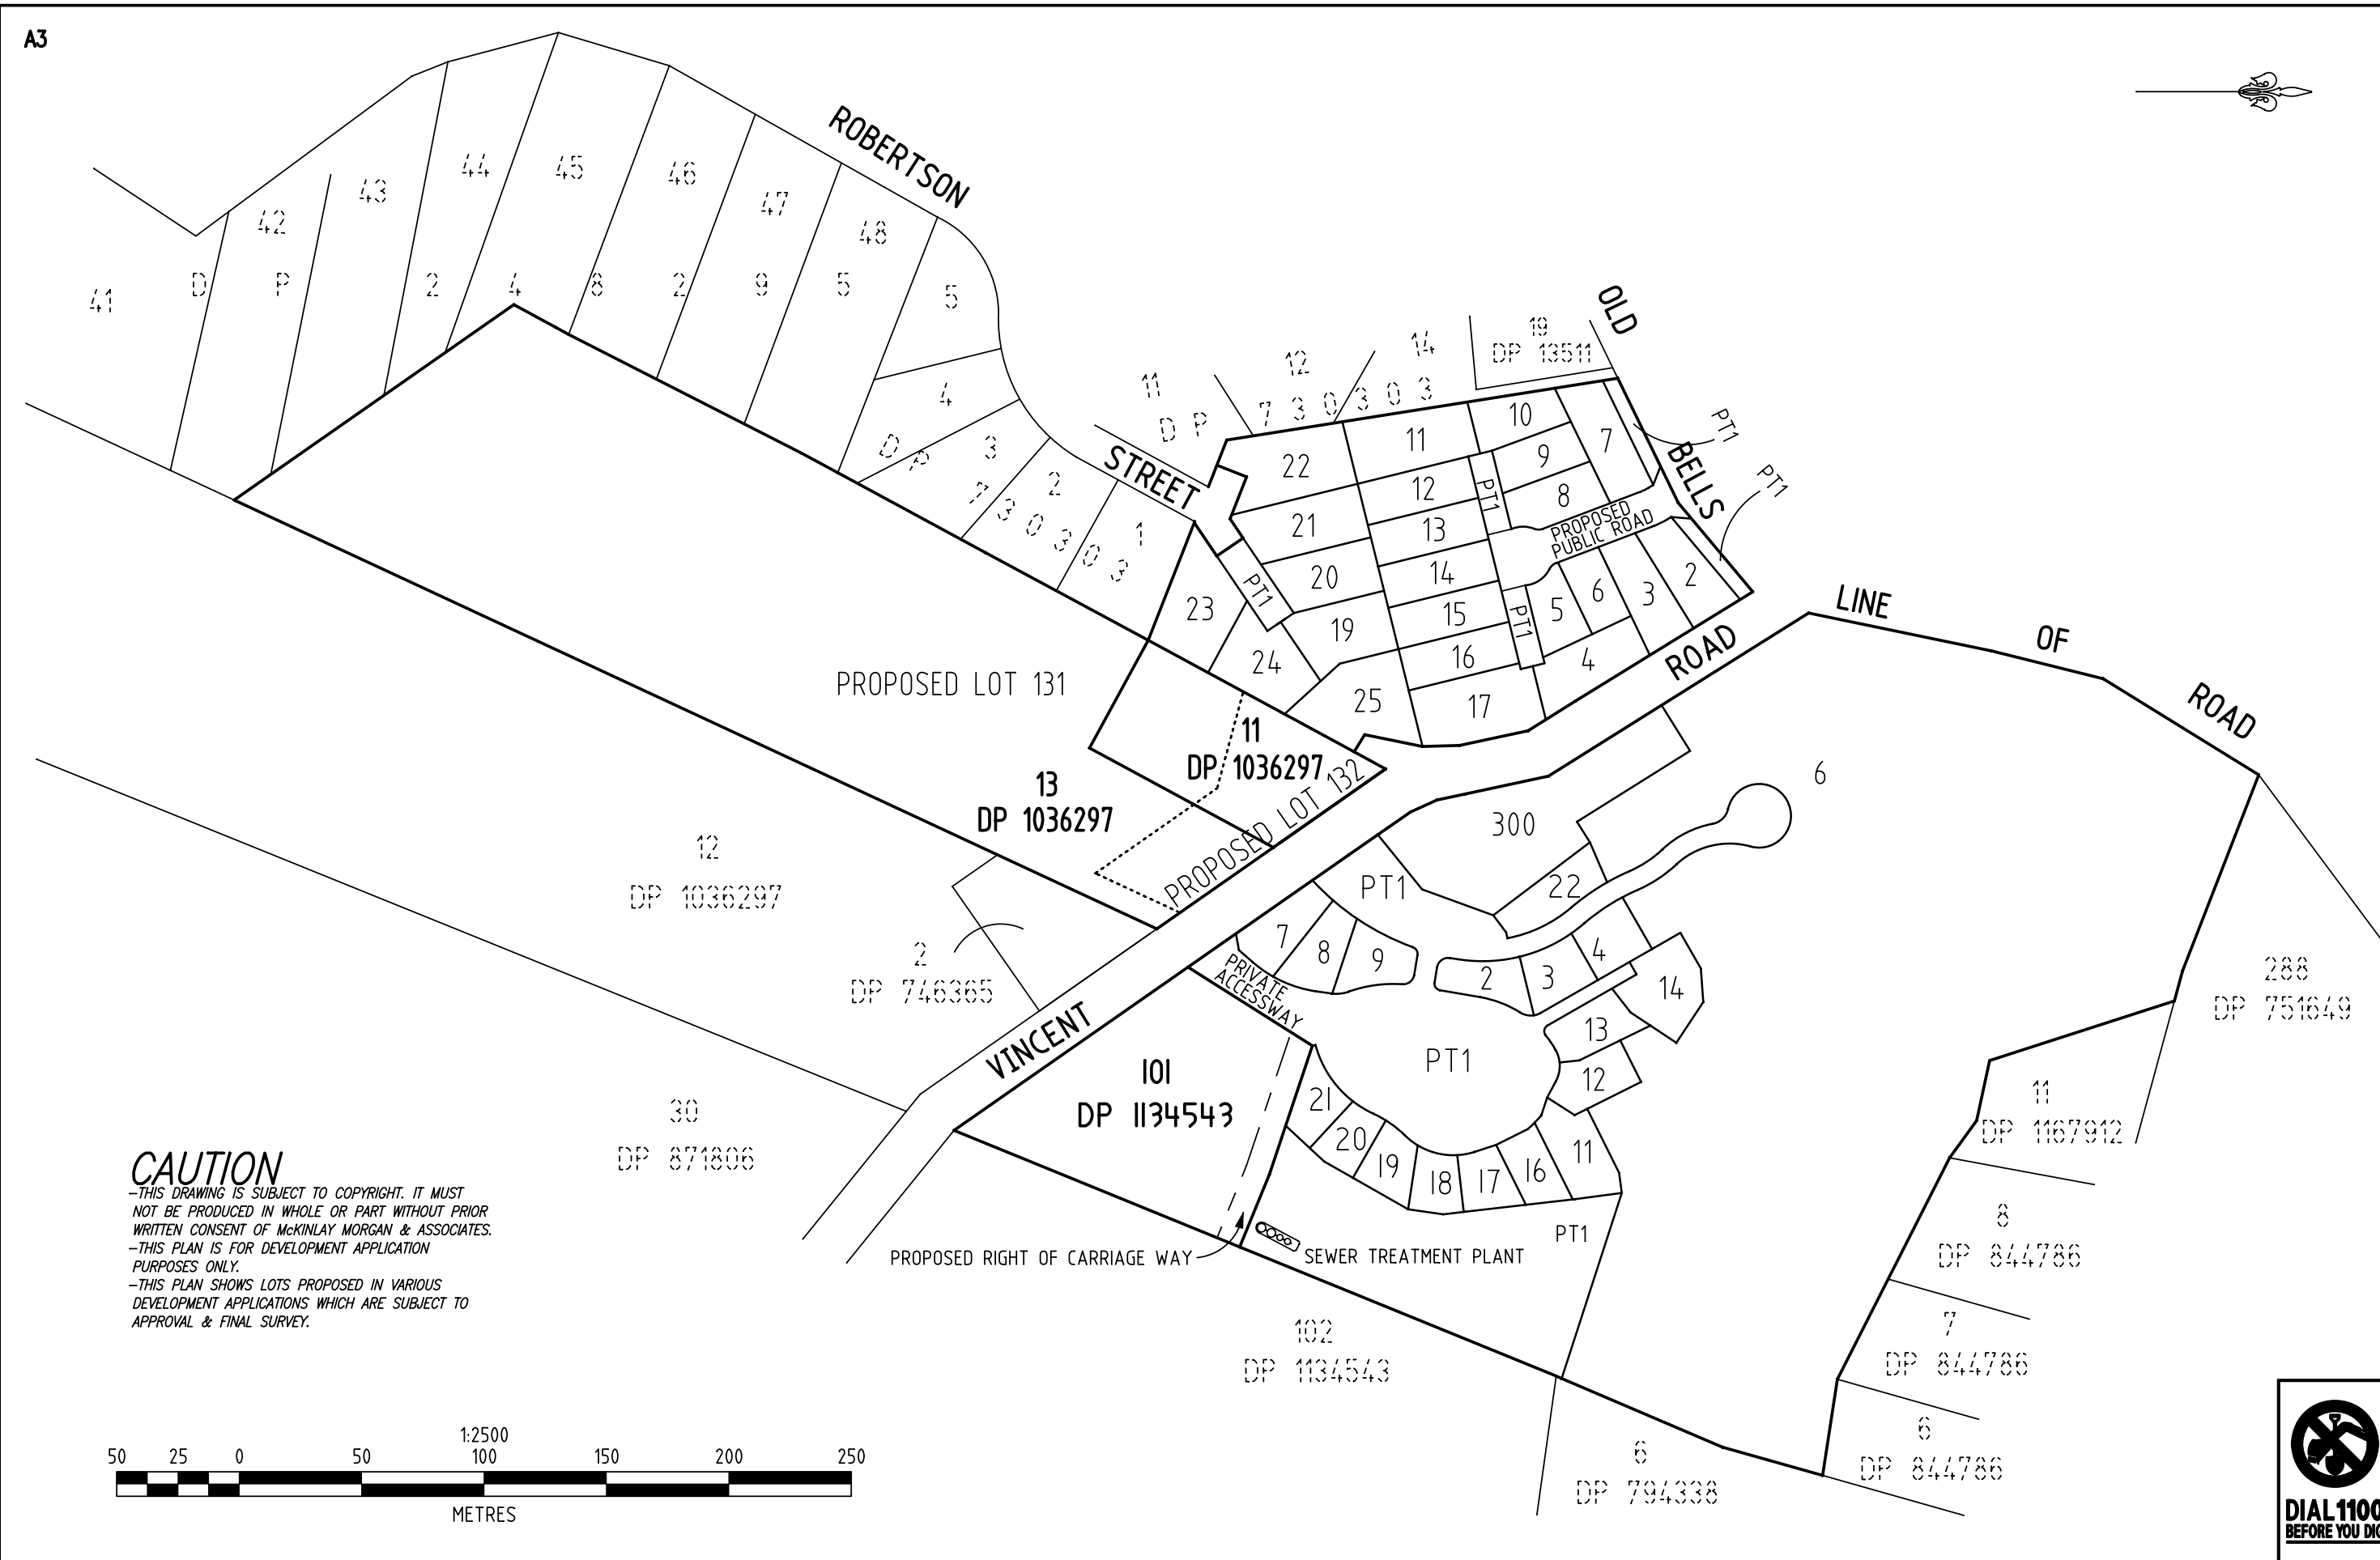 A3
ROBERTSON
42
43
44
45
46
47
48
5
41
D P 2 4 8 2 9 5
4
3
2
1
D P 7 3 0 3 0 3
STREET
11
12
14
D P 7 3 0 3 0 3
19
DP 13511
OLD
BELLS
PT1
PT1
22
11
10
7
9
12
PT1
8
21
13
PROPOSED
PUBLIC ROAD
20
14
PT1
23
19
15
PT1
5
6
3
2
24
16
4
25
17
ROAD
LINE
OF
ROAD
PROPOSED LOT 131
11
DP 1036297
13
DP 1036297
PROPOSED LOT 132
12
DP 1036297
2
DP 746365
VINCENT
300
6
PT1
22
7
8
9
2
3
4
14
PRIVATE
ACCESSWAY
13
PT1
12
101
DP 1134543
21
20
19
18
17
16
11
288
DP 751649
11
DP 1167912
8
DP 844786
7
DP 844786
6
DP 844786
30
DP 871806
PT1
PROPOSED RIGHT OF CARRIAGE WAY
SEWER TREATMENT PLANT
102
DP 1134543
6
DP 794338
CAUTION
-THIS DRAWING IS SUBJECT TO COPYRIGHT. IT MUST
NOT BE PRODUCED IN WHOLE OR PART WITHOUT PRIOR
WRITTEN CONSENT OF McKINLAY MORGAN & ASSOCIATES.
-THIS PLAN IS FOR DEVELOPMENT APPLICATION
PURPOSES ONLY.
-THIS PLAN SHOWS LOTS PROPOSED IN VARIOUS
DEVELOPMENT APPLICATIONS WHICH ARE SUBJECT TO
APPROVAL & FINAL SURVEY.
1:2500
50 25 0 50 100 150 200 250
METRES
DIAL1100
BEFORE YOU DIG